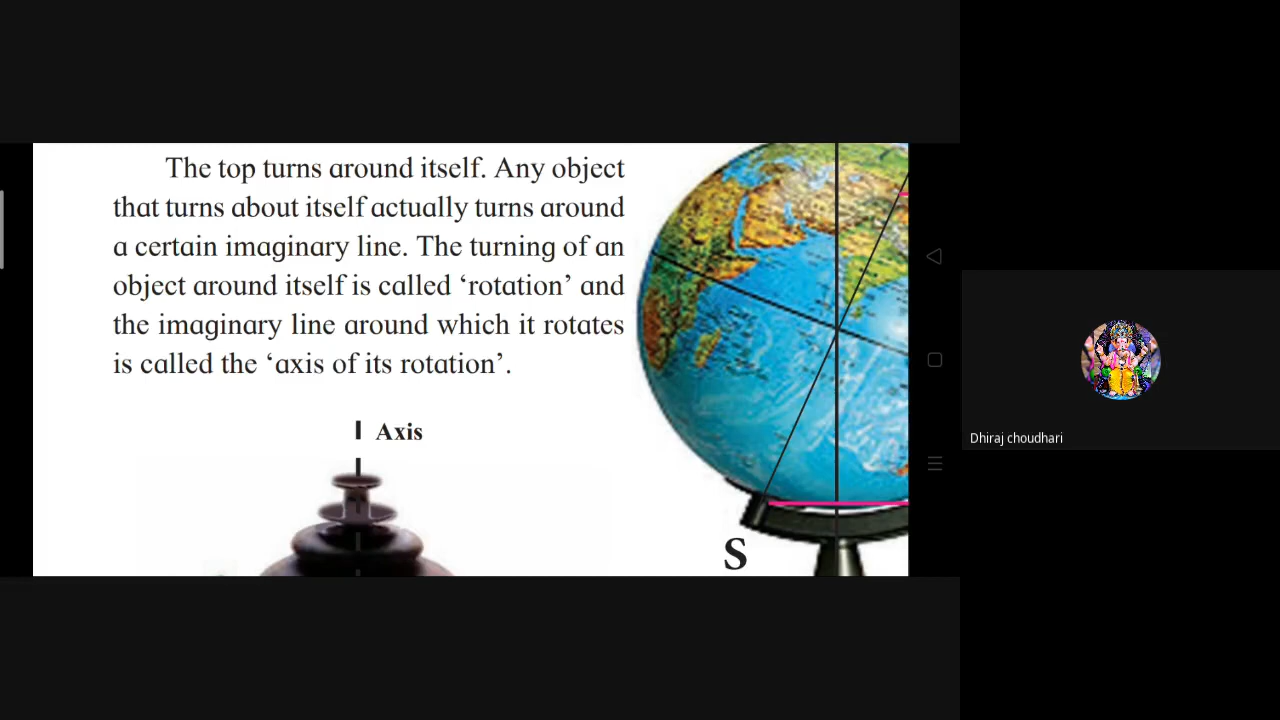 The top turns around itself. Any object
that turns about itself actually turns around
a certain imaginary line. The turning of an
object around itself is called ‘rotation’ and
the imaginary line around which it rotates
is called the ‘axis of its rotation’.
Axis
S
Dhiraj choudhari